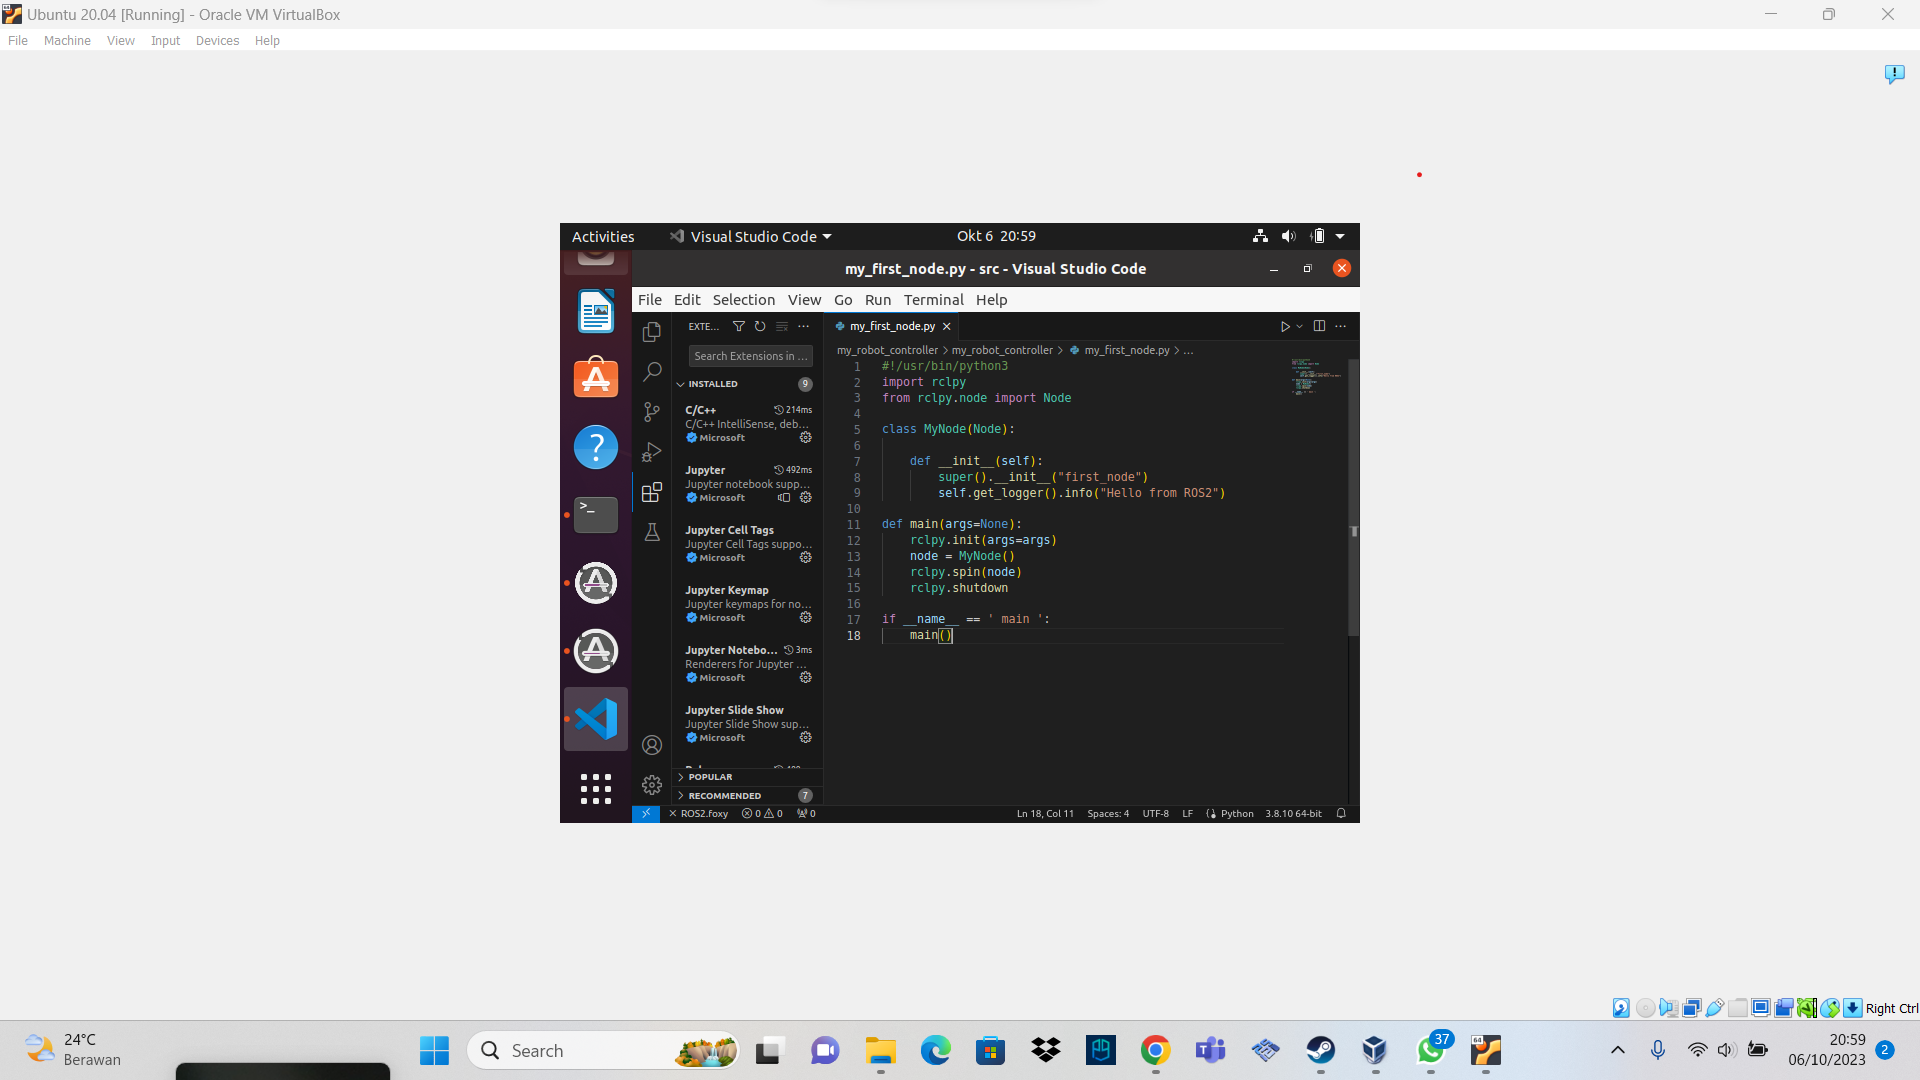 Ubuntu 20.04 [Running] - Oracle VM VirtualBox
File Machine View Input Devices Help
Activities Visual Studio Code Okt 6 20:59
my_first_node.py - src - Visual Studio Code
File Edit Selection View Go Run Terminal Help
EXTE...
my_first_node.py
Search Extensions in ...
my_robot_controller > my_robot_controller > my_first_node.py > ...
INSTALLED 9
C/C++ 214ms
C/C++ IntelliSense, deb...
Microsoft
Jupyter 492ms
Jupyter notebook supp...
Microsoft
Jupyter Cell Tags
Jupyter Cell Tags suppo...
Microsoft
Jupyter Keymap
Jupyter keymaps for no...
Microsoft
Jupyter Notebo... 3ms
Renderers for Jupyter ...
Microsoft
Jupyter Slide Show
Jupyter Slide Show sup...
Microsoft
POPULAR
RECOMMENDED 7
1 #!/usr/bin/python3
2 import rclpy
3 from rclpy.node import Node
4
5 class MyNode(Node):
6
7 def __init__(self):
8 super().__init__("first_node")
9 self.get_logger().info("Hello from ROS2")
10
11 def main(args=None):
12 rclpy.init(args=args)
13 node = MyNode()
14 rclpy.spin(node)
15 rclpy.shutdown
16
17 if __name__ == ' main ':
18 main()
ROS2.foxy 0 0 0 Ln 18, Col 11 Spaces: 4 UTF-8 LF Python 3.8.10 64-bit
Right Ctrl
24°C
Berawan
Search
37
64
20:59
06/10/2023
2